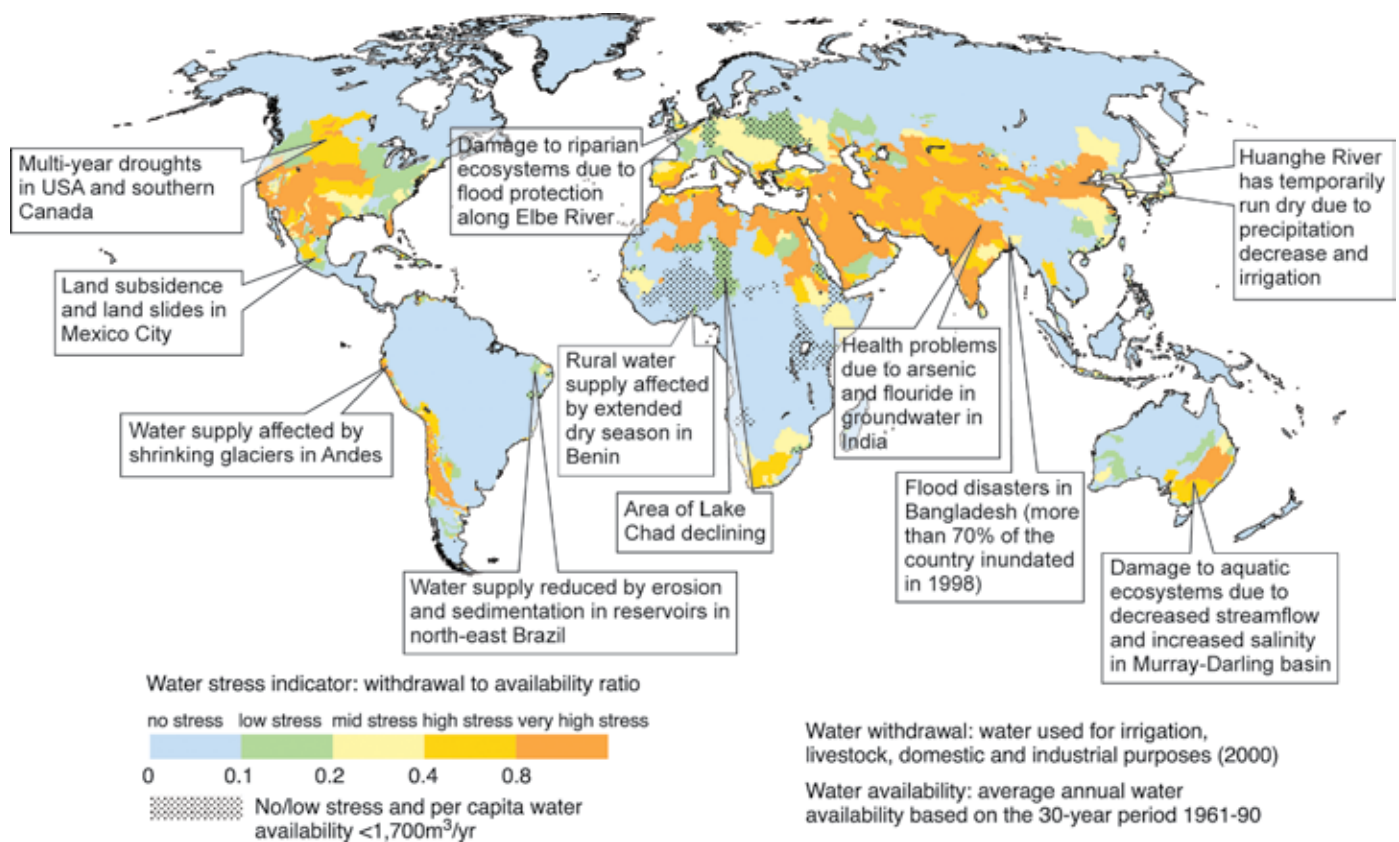 Multi-year droughts
in USA and southern
Canada
Damage to riparian
ecosystems due to
flood protection
along Elbe River
Huanghe River
has temporarily
run dry due to
precipitation
decrease and
irrigation
Land subsidence
and land slides in
Mexico City
Water supply affected by
shrinking glaciers in Andes
Rural water
supply affected
by extended
dry season in
Benin
Health problems
due to arsenic
and flouride in
groundwater in
India
Area of Lake
Chad declining
Flood disasters in
Bangladesh (more
than 70% of the
country inundated
in 1998)
Water supply reduced by erosion
and sedimentation in reservoirs in
north-east Brazil
Damage to aquatic
ecosystems due to
decreased streamflow
and increased salinity
in Murray-Darling basin
Water stress indicator: withdrawal to availability ratio
no stress low stress mid stress high stress very high stress
0 0.1 0.2 0.4 0.8
No/low stress and per capita water
availability <1,700m³/yr
Water withdrawal: water used for irrigation,
livestock, domestic and industrial purposes (2000)
Water availability: average annual water
availability based on the 30-year period 1961-90